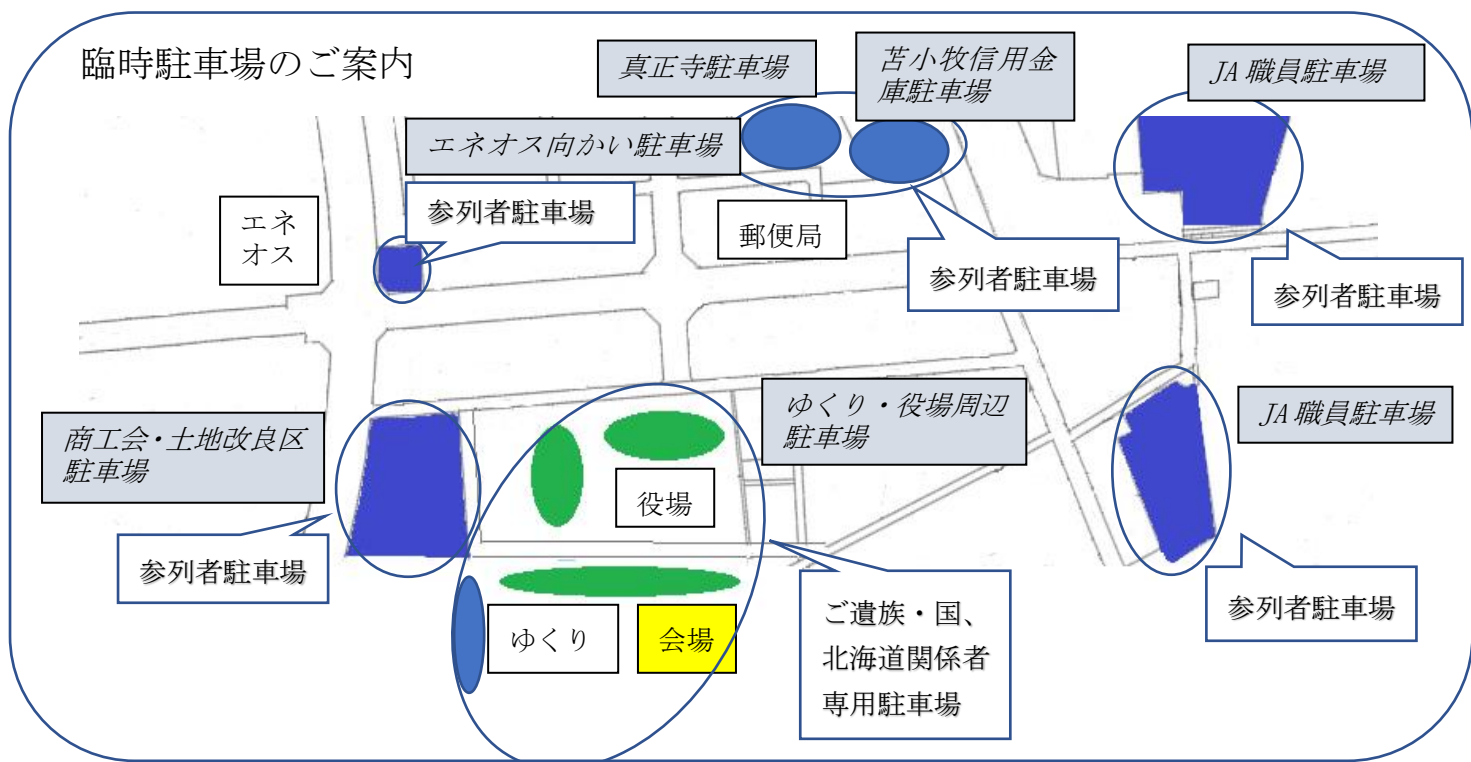 臨時駐車場のご案内
真正寺駐車場
苫小牧信用金
庫駐車場
JA 職員駐車場
エネオス向かい駐車場
参列者駐車場
エネ
オス
郵便局
参列者駐車場
参列者駐車場
商工会・土地改良区
駐車場
ゆくり・役場周辺
駐車場
JA 職員駐車場
役場
参列者駐車場
ゆくり
会場
ご遺族・国、
北海道関係者
専用駐車場
参列者駐車場